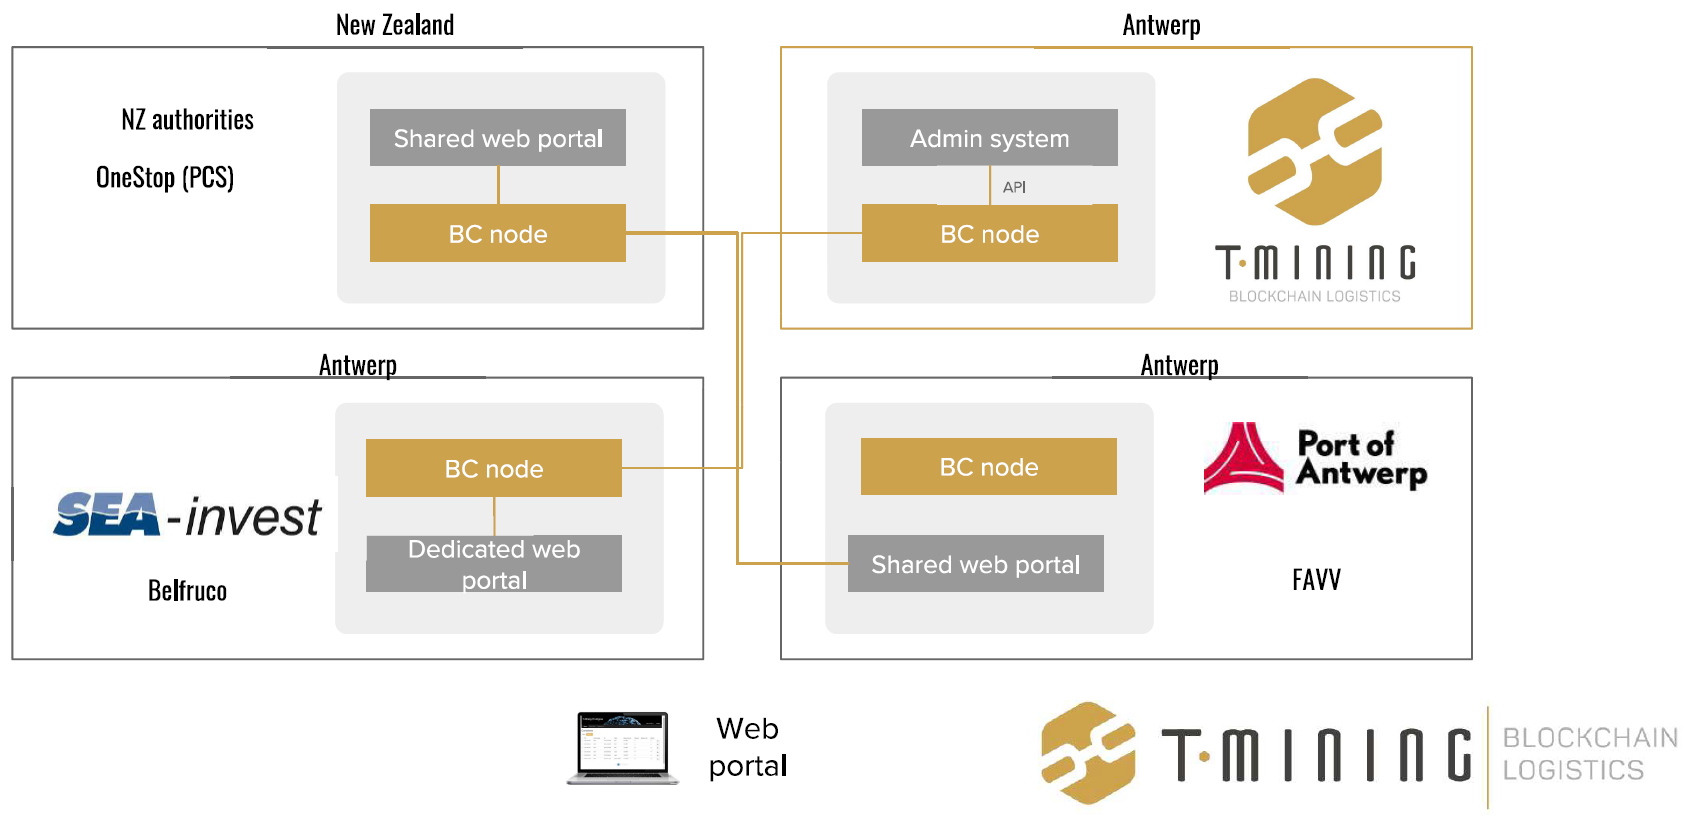 New Zealand
NZ authorities
OneStop (PCS)
Shared web portal
BC node
Antwerp
Admin system
API
BC node
T·MINING
BLOCKCHAIN LOGISTICS
Antwerp
SEA-invest
Belfruco
BC node
Dedicated web
portal
Antwerp
BC node
Shared web portal
Port of
Antwerp
FAVV
Web
portal
T·MINING
BLOCKCHAIN
LOGISTICS